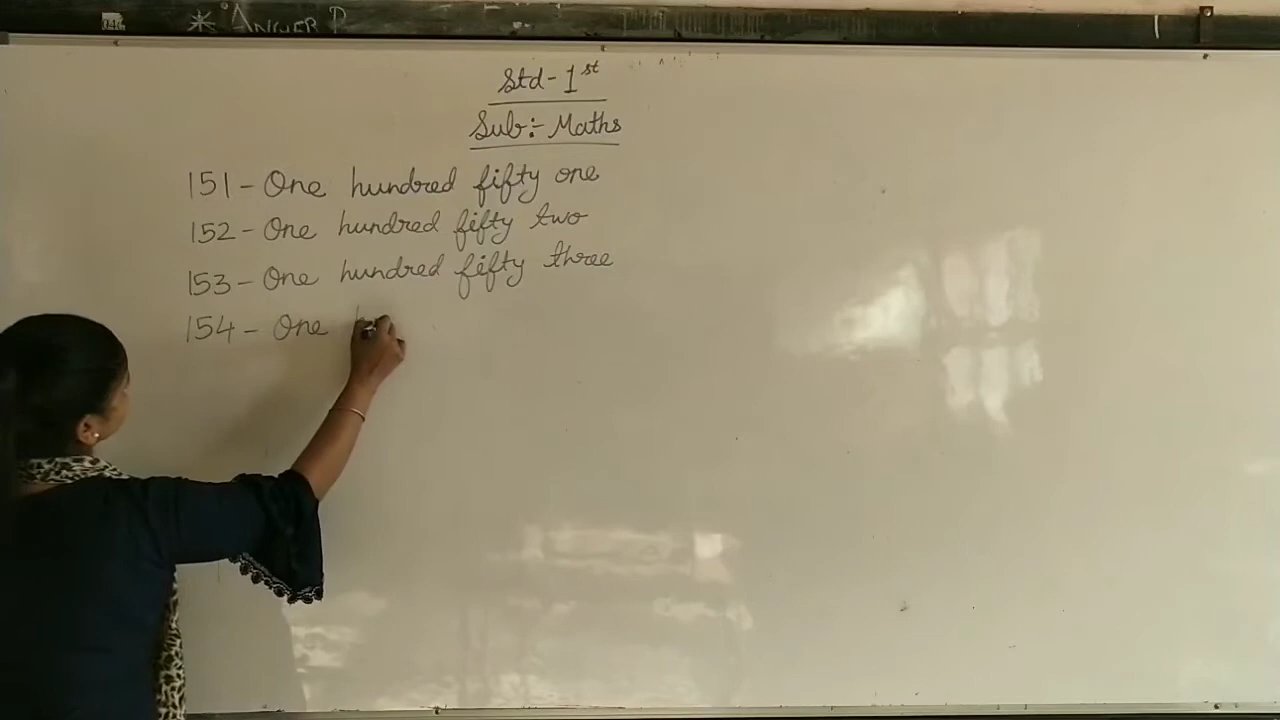 * ANGWER P
Std - 1st
Sub:- Maths
151 - One hundred fifty one
152 - One hundred fifty two
153 - One hundred fifty three
154 - One h